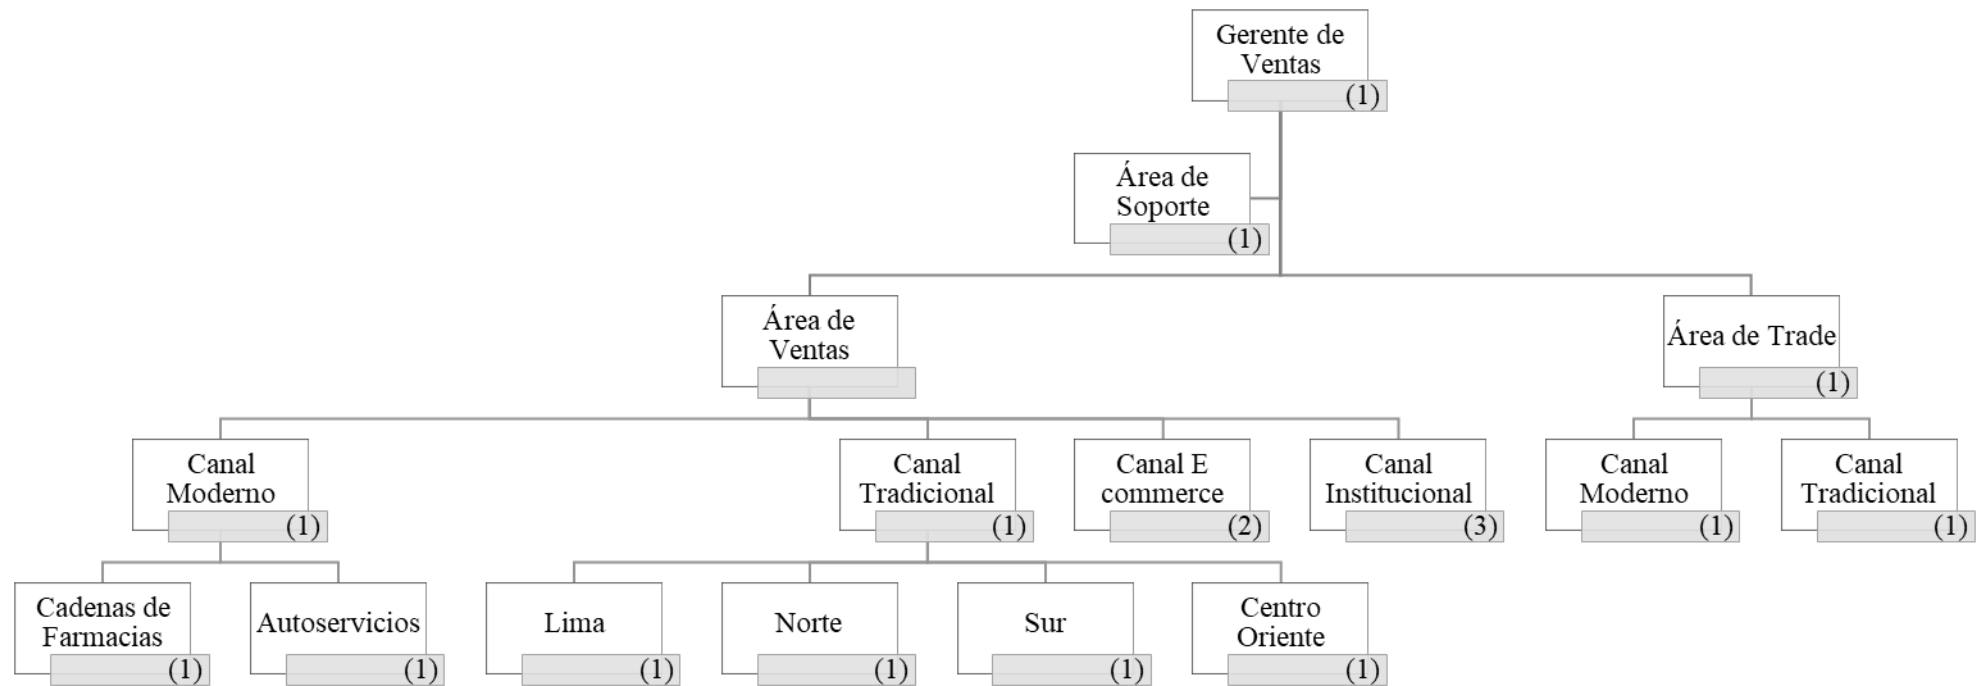 Gerente de
Ventas
(1)
Área de
Soporte
(1)
Área de
Ventas
Área de Trade
(1)
Canal
Moderno
(1)
Canal
Tradicional
(1)
Canal E
commerce
(2)
Canal
Institucional
(3)
Canal
Moderno
(1)
Canal
Tradicional
(1)
Cadenas de
Farmacias
(1)
Autoservicios
(1)
Lima
(1)
Norte
(1)
Sur
(1)
Centro
Oriente
(1)